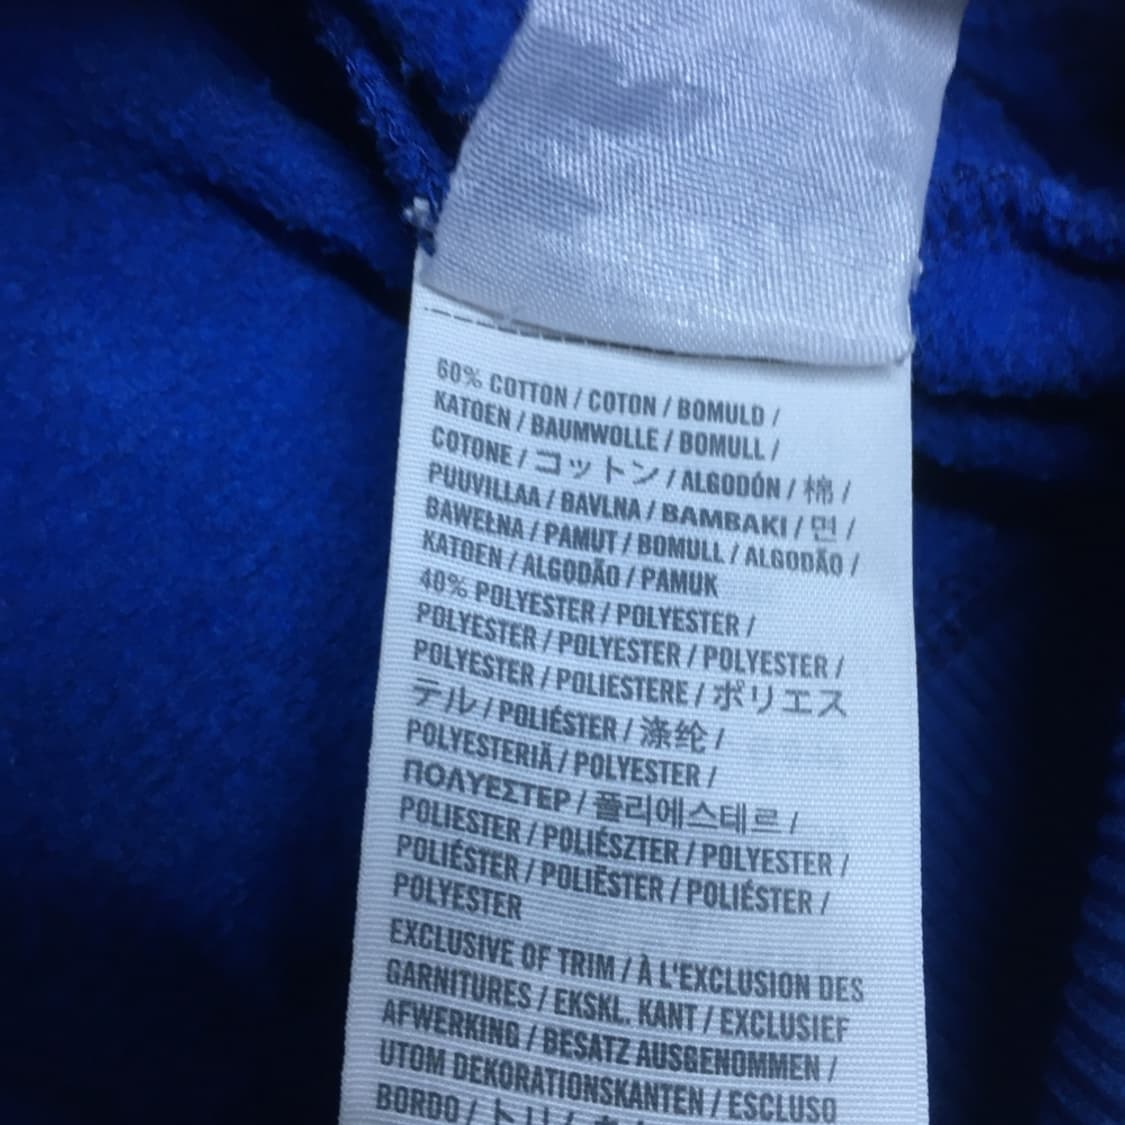 60% COTTON / COTON / BOMULD /
KATOEN / BAUMWOLLE / BOMULL /
COTONE / コットン / ALGODÓN / 棉 /
PUUVILLAA / BAVLNA / BAMBAKI / 면 /
BAWEŁNA / PAMUT / BOMULL / ALGODÃO /
KATOEN / ALGODÃO / PAMUK
40% POLYESTER / POLYESTER /
POLYESTER / POLYESTER / POLYESTER /
POLYESTER / POLIESTERE / ポリエス
テル / POLIÉSTER / 涤纶 /
POLYESTERIÄ / POLYESTER /
ΠΟΛΥΕΣΤΕΡ / 폴리에스테르 /
POLIESTER / POLIÉSZTER / POLYESTER /
POLIÉSTER / POLIËSTER / POLIÉSTER /
POLYESTER
EXCLUSIVE OF TRIM / À L'EXCLUSION DES
GARNITURES / EKSKL. KANT / EXCLUSIEF
AFWERKING / BESATZ AUSGENOMMEN /
UTOM DEKORATIONSKANTEN / ESCLUSO
BORDO /